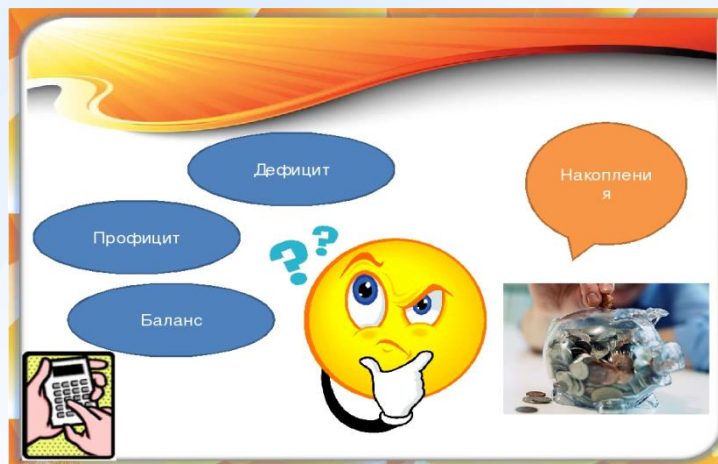 Дефицит
Накоплени
я
Профицит
??
Баланс